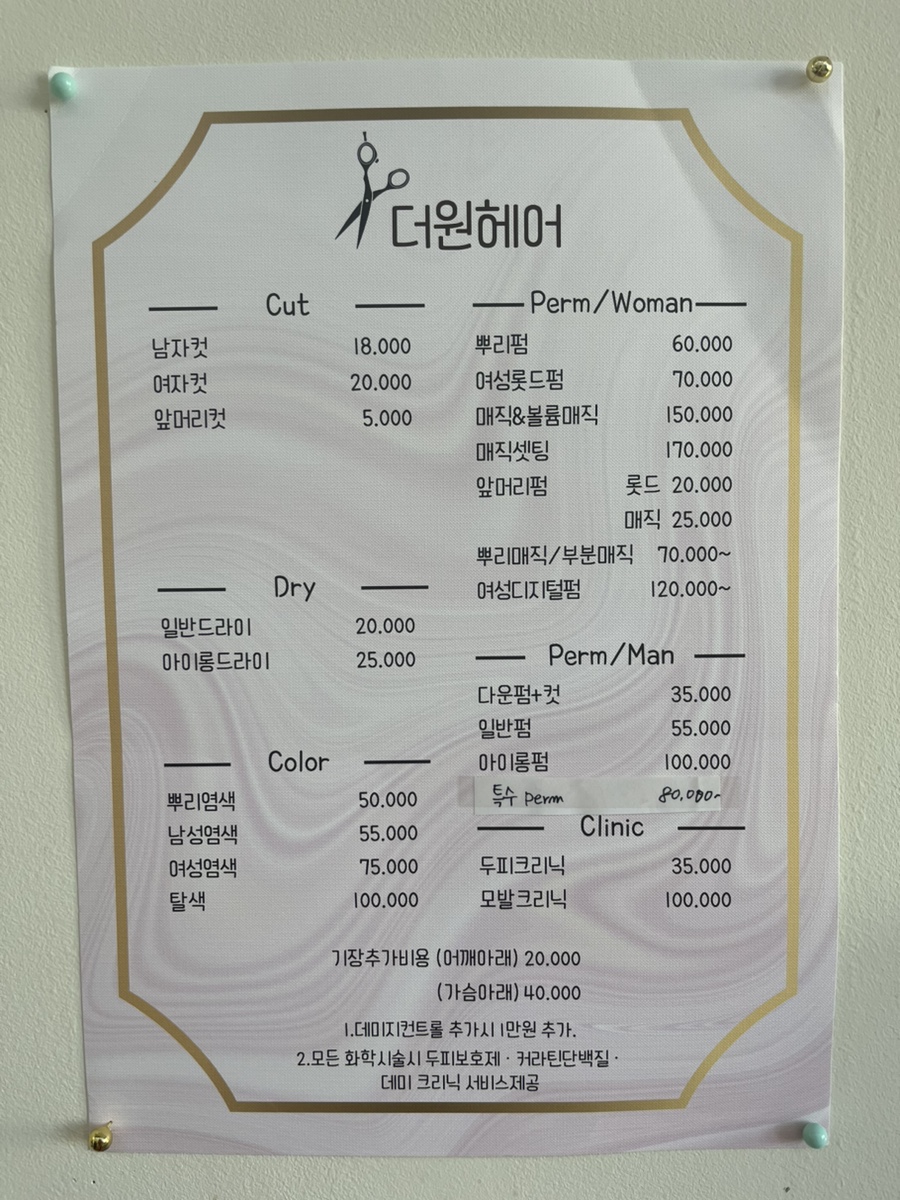 더원헤어
Cut
남자컷 18.000
여자컷 20.000
앞머리컷 5.000
Dry
일반드라이 20.000
아이롱드라이 25.000
Color
뿌리염색 50.000
남성염색 55.000
여성염색 75.000
탈색 100.000
Perm/Woman
뿌리펌 60.000
여성롯드펌 70.000
매직&볼륨매직 150.000
매직셋팅 170.000
앞머리펌 롯드 20.000
매직 25.000
뿌리매직/부분매직 70.000~
여성디지털펌 120.000~
Perm/Man
다운펌+컷 35.000
일반펌 55.000
아이롱펌 100.000
특수 perm 80,000~
Clinic
두피크리닉 35.000
모발크리닉 100.000
기장추가비용 (어깨아래) 20.000
(가슴아래) 40.000
1.데미지컨트롤 추가시 1만원 추가.
2.모든 화학시술시 두피보호제 · 커라틴단백질 ·
데미 크리닉 서비스제공